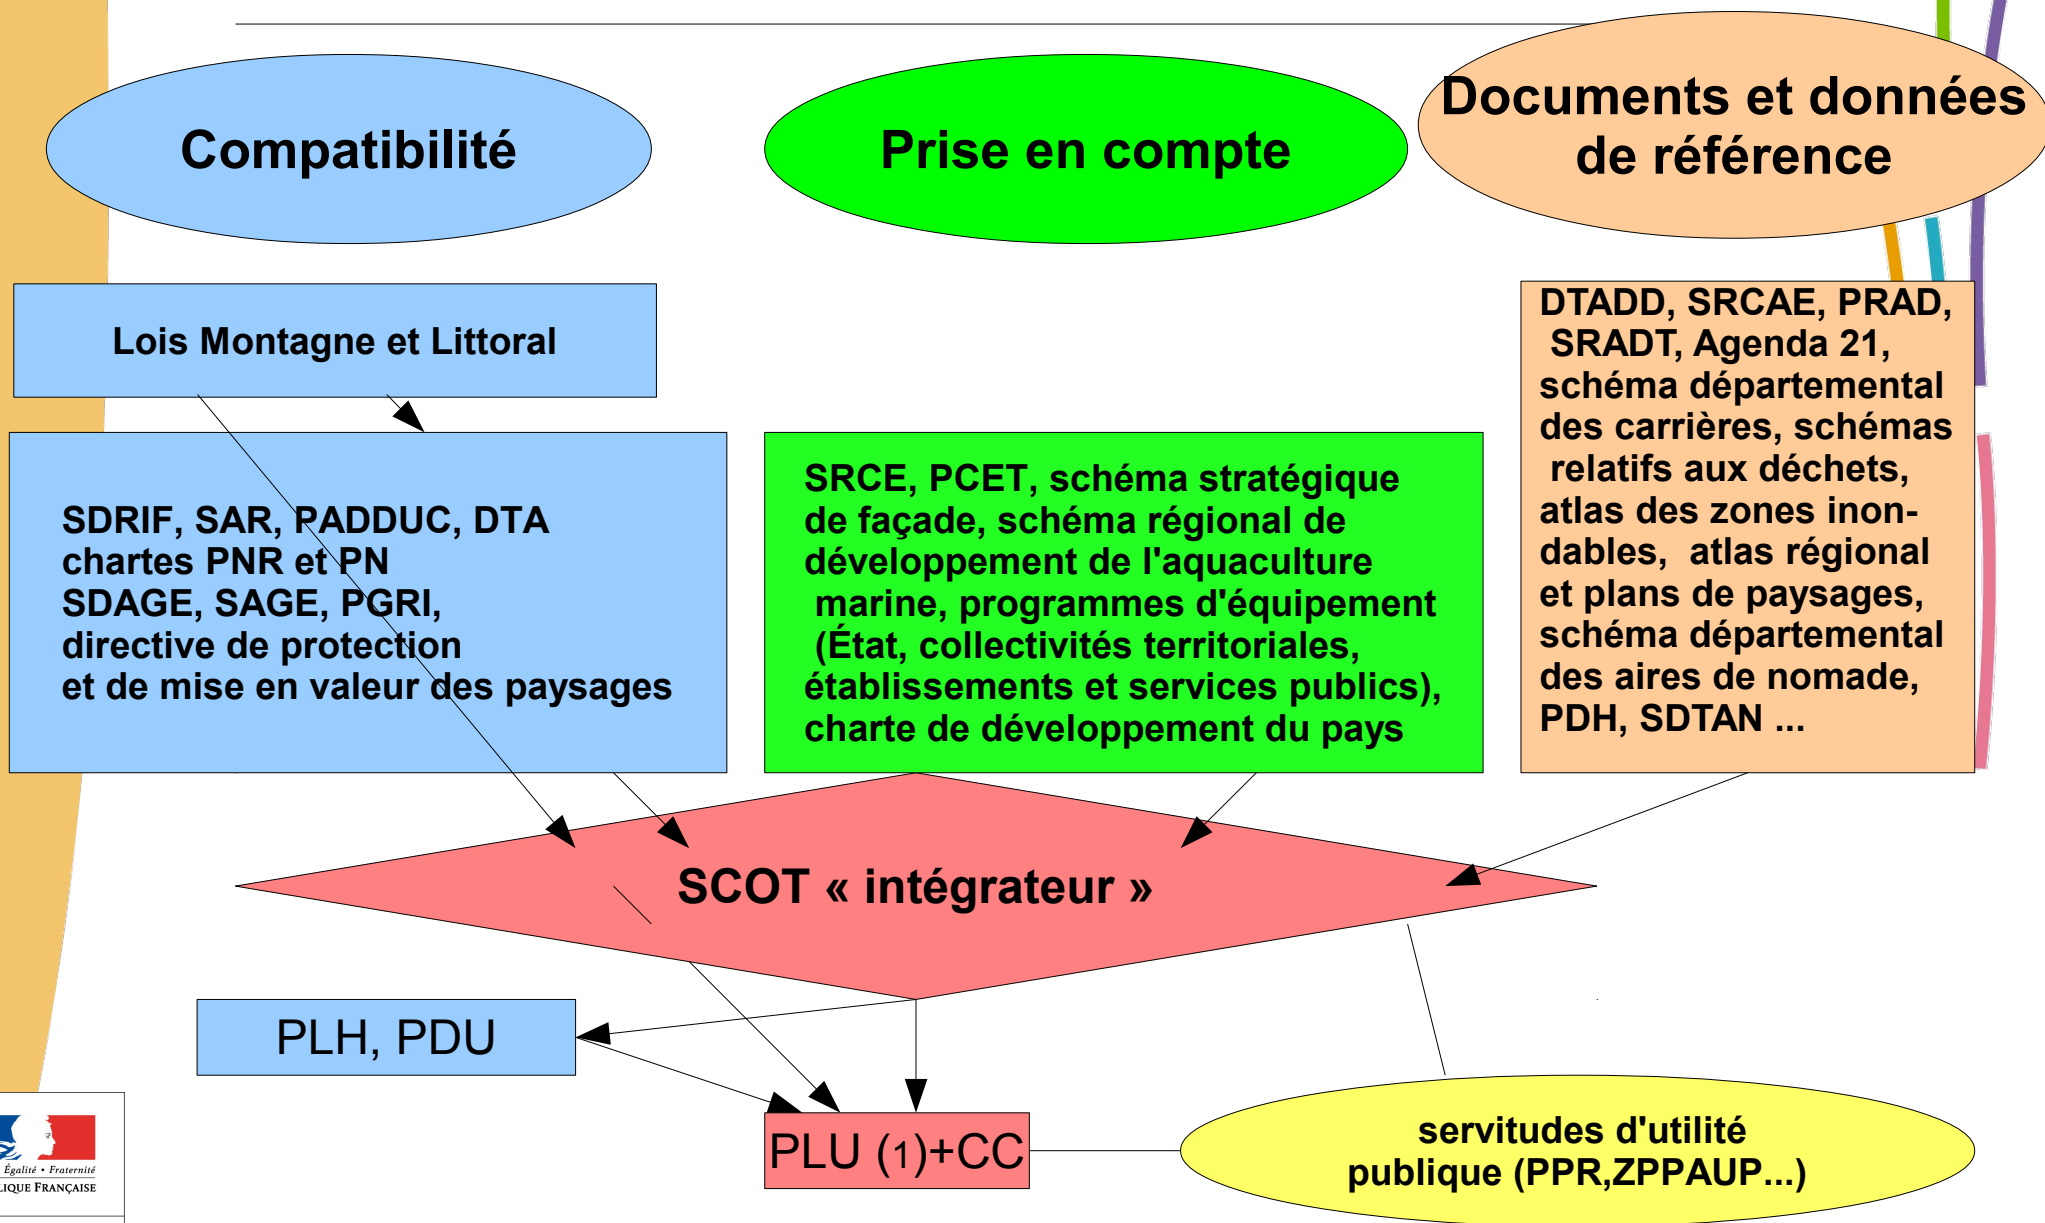 Compatibilité
Prise en compte
Documents et données
de référence
Lois Montagne et Littoral
SDRIF, SAR, PADDUC, DTA
chartes PNR et PN
SDAGE, SAGE, PGRI,
directive de protection
et de mise en valeur des paysages
SRCE, PCET, schéma stratégique
de façade, schéma régional de
développement de l'aquaculture
marine, programmes d'équipement
(État, collectivités territoriales,
établissements et services publics),
charte de développement du pays
DTADD, SRCAE, PRAD,
SRADT, Agenda 21,
schéma départemental
des carrières, schémas
relatifs aux déchets,
atlas des zones inon-
dables, atlas régional
et plans de paysages,
schéma départemental
des aires de nomade,
PDH, SDTAN ...
SCOT « intégrateur »
PLH, PDU
PLU (1)+CC
servitudes d'utilité
publique (PPR,ZPPAUP...)
Égalité • Fraternité
LIQUE FRANÇAISE